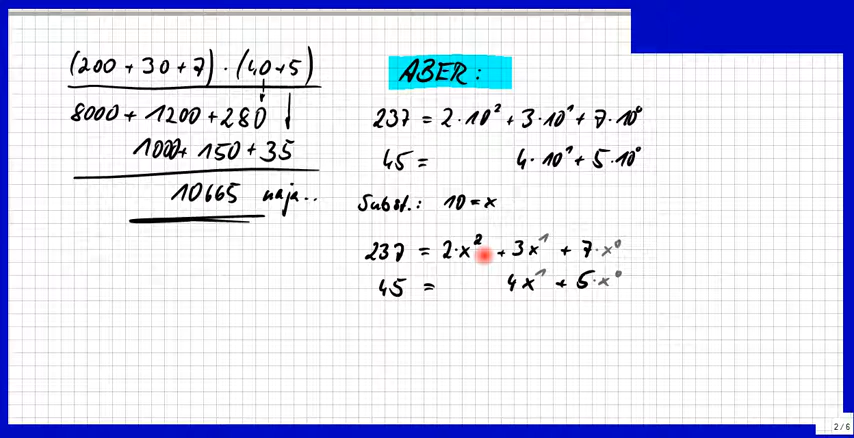 (200 + 30 + 7) · (40 + 5)
8000 + 1200 + 280
1000 + 150 + 35
10665 naja..
ABER:
237 = 2·10² + 3·10¹ + 7·10⁰
45 = 4·10¹ + 5·10⁰
Subst.: 10 = x
237 = 2·x² + 3x¹ + 7·x⁰
45 = 4x¹ + 5·x⁰
2/6